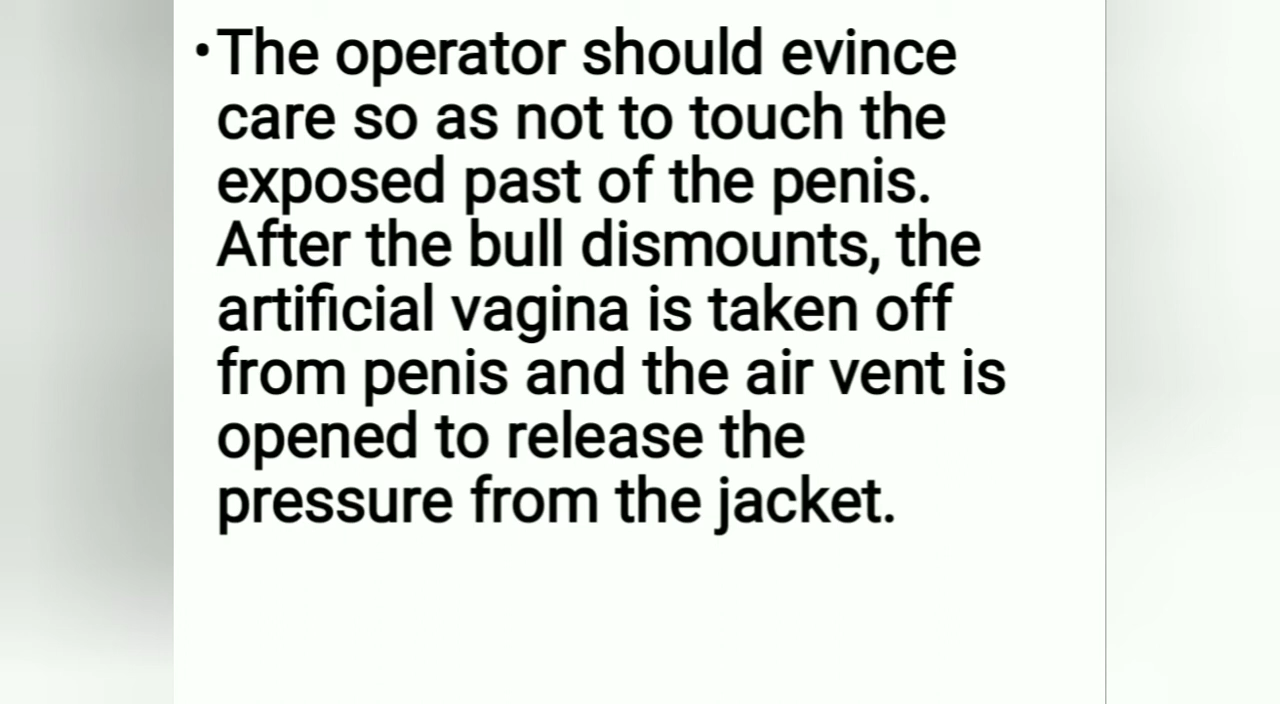 •The operator should evince
care so as not to touch the
exposed past of the penis.
After the bull dismounts, the
artificial vagina is taken off
from penis and the air vent is
opened to release the
pressure from the jacket.